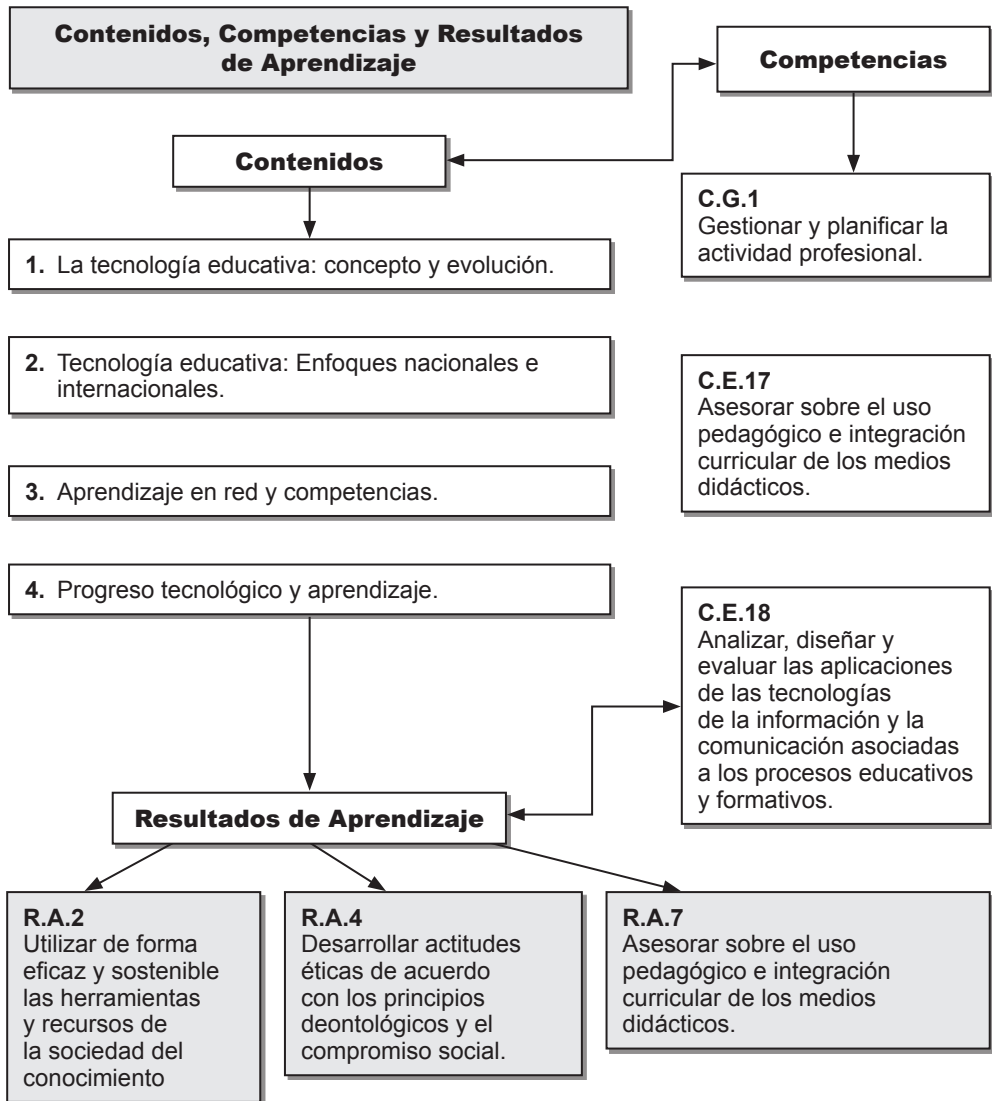 Contenidos, Competencias y Resultados
de Aprendizaje
Competencias
Contenidos
C.G.1
Gestionar y planificar la
actividad profesional.
1. La tecnología educativa: concepto y evolución.
2. Tecnología educativa: Enfoques nacionales e
internacionales.
C.E.17
Asesorar sobre el uso
pedagógico e integración
curricular de los medios
didácticos.
3. Aprendizaje en red y competencias.
4. Progreso tecnológico y aprendizaje.
C.E.18
Analizar, diseñar y
evaluar las aplicaciones
de las tecnologías
de la información y la
comunicación asociadas
a los procesos educativos
y formativos.
Resultados de Aprendizaje
R.A.2
Utilizar de forma
eficaz y sostenible
las herramientas
y recursos de
la sociedad del
conocimiento
R.A.4
Desarrollar actitudes
éticas de acuerdo
con los principios
deontológicos y el
compromiso social.
R.A.7
Asesorar sobre el uso
pedagógico e integración
curricular de los medios
didácticos.